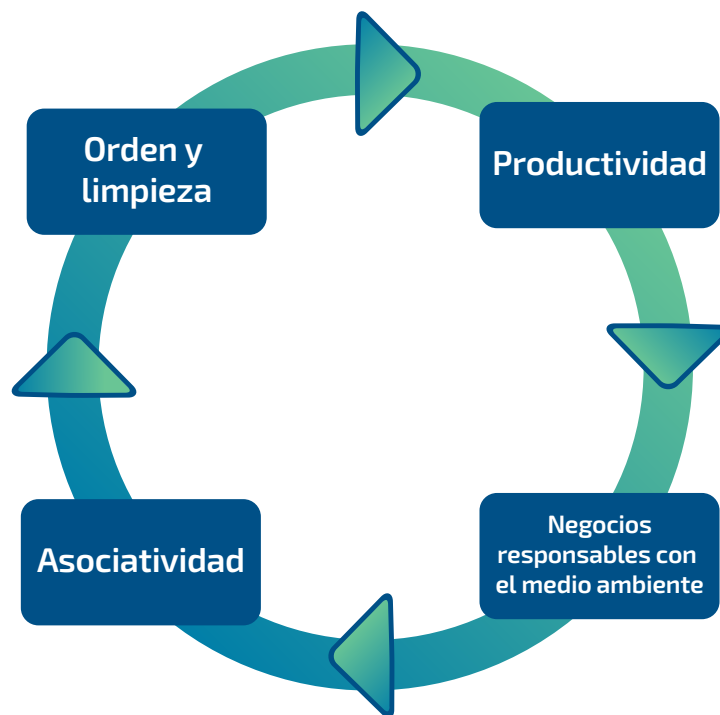 Orden y
limpieza
Productividad
Asociatividad
Negocios
responsables con
el medio ambiente